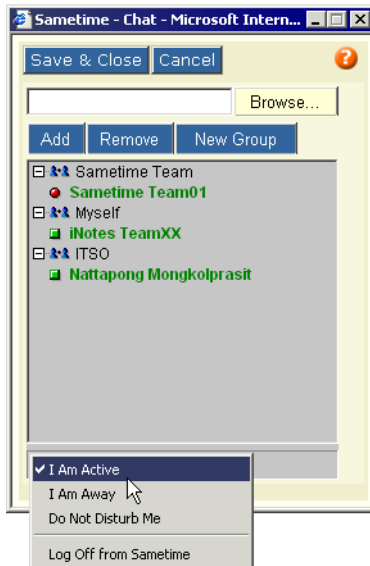 Sametime - Chat - Microsoft Intern...
Save & Close Cancel
Browse...
Add Remove New Group
Sametime Team
Sametime Team01
Myself
iNotes TeamXX
ITSO
Nattapong Mongkolprasit
I Am Active
I Am Away
Do Not Disturb Me
Log Off from Sametime